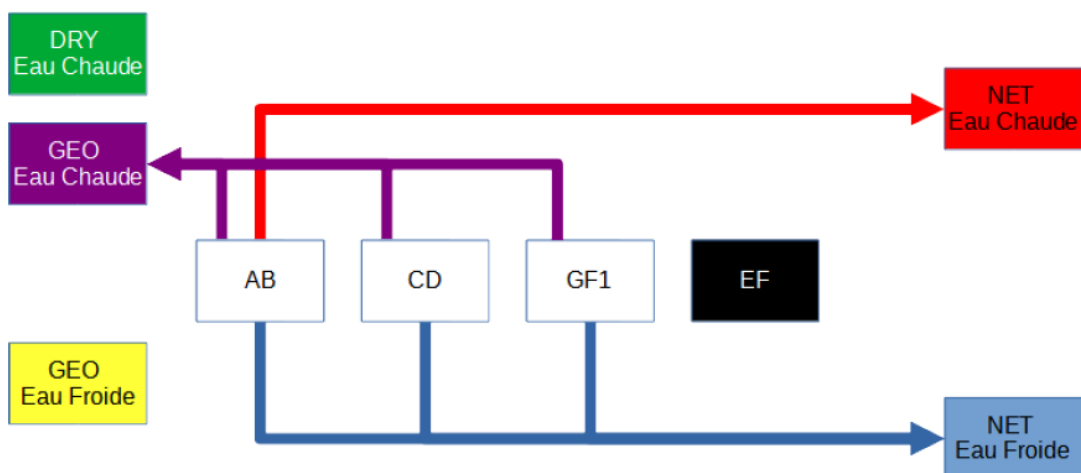 DRY
Eau Chaude
NET
Eau Chaude
GEO
Eau Chaude
AB
CD
GF1
EF
GEO
Eau Froide
NET
Eau Froide